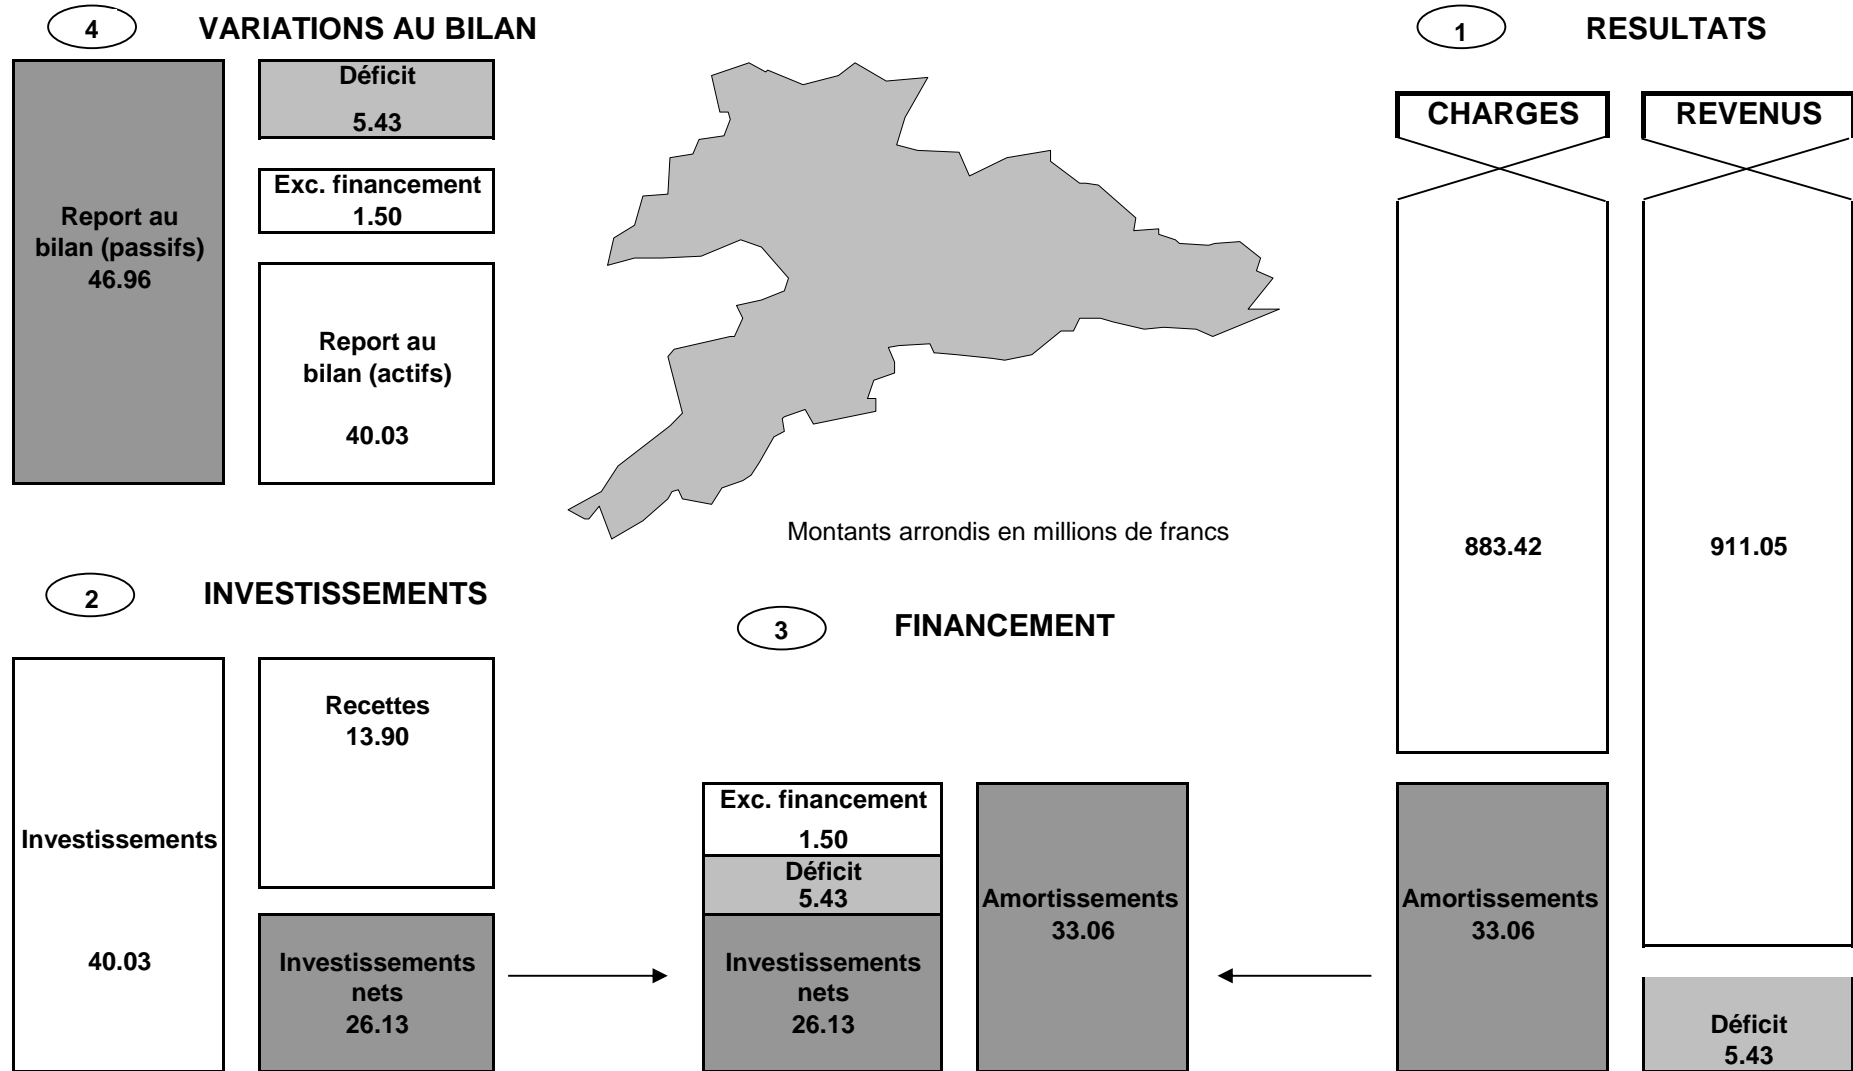 4
VARIATIONS AU BILAN
Report au
bilan (passifs)
46.96
Déficit
5.43
Exc. financement
1.50
Report au
bilan (actifs)
40.03
Montants arrondis en millions de francs
1
RESULTATS
CHARGES
REVENUS
883.42
911.05
Amortissements
33.06
Déficit
5.43
2
INVESTISSEMENTS
Investissements
40.03
Recettes
13.90
Investissements
nets
26.13
3
FINANCEMENT
Exc. financement
1.50
Déficit
5.43
Investissements
nets
26.13
Amortissements
33.06